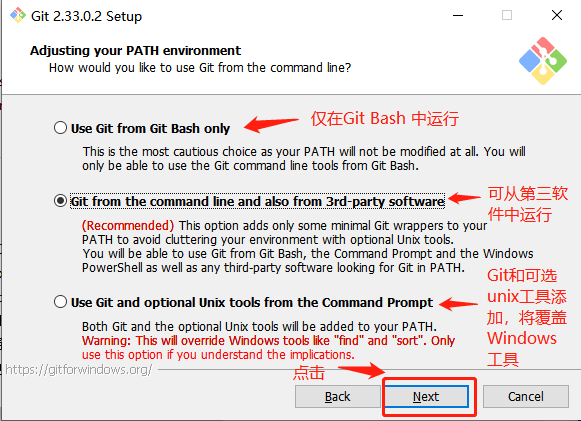 Git 2.33.0.2 Setup
Adjusting your PATH environment
How would you like to use Git from the command line?
Use Git from Git Bash only
仅在Git Bash 中运行
This is the most cautious choice as your PATH will not be modified at all. You will
only be able to use the Git command line tools from Git Bash.
Git from the command line and also from 3rd-party software
可从第三软
件中运行
(Recommended) This option adds only some minimal Git wrappers to your
PATH to avoid cluttering your environment with optional Unix tools.
You will be able to use Git from Git Bash, the Command Prompt and the Windows
PowerShell as well as any third-party software looking for Git in PATH.
Use Git and optional Unix tools from the Command Prompt
Git和可选
unix工具添
加，将覆盖
Windows
工具
Both Git and the optional Unix tools will be added to your PATH.
Warning: This will override Windows tools like "find" and "sort". Only
use this option if you understand the implications.
https://gitforwindows.org/
点击
Back
Next
Cancel